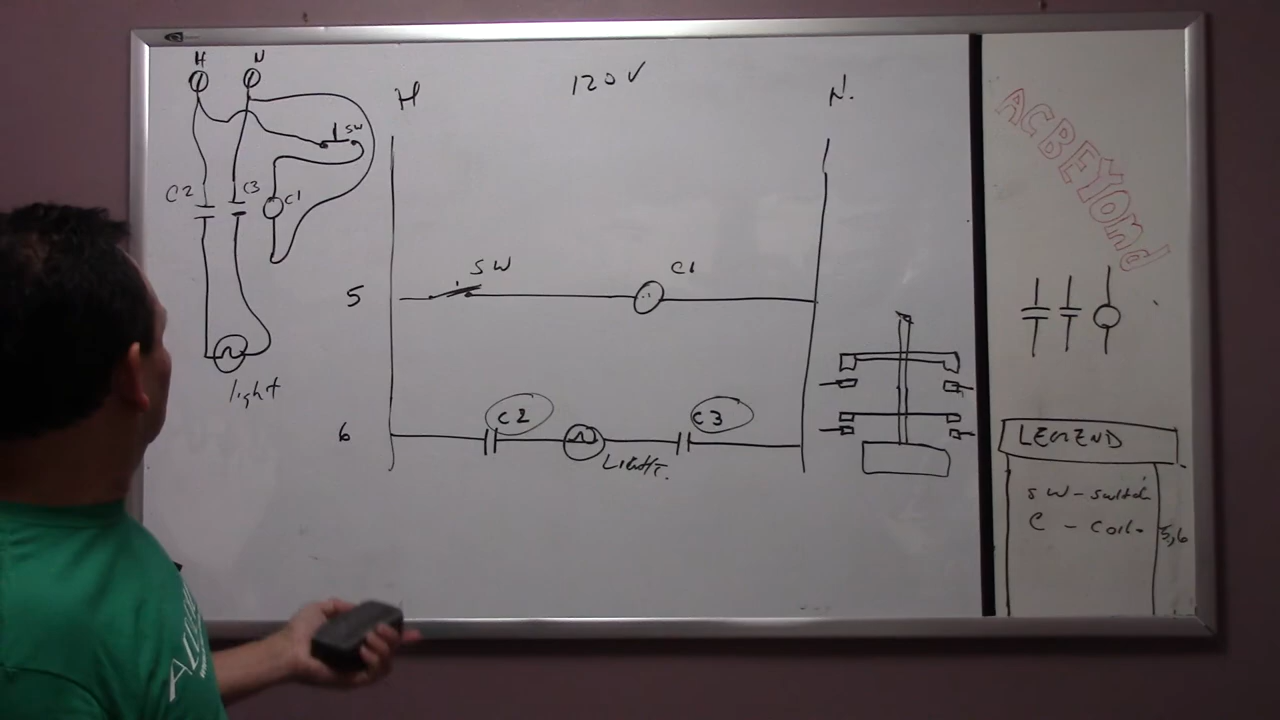 H N
SW
C2 C3 C1
light
H 120V N.
5 SW C1
6 C2 C3
LIGHT.
ACBEYOnd
LEGEND
SW - switch
C - coil - 5,6